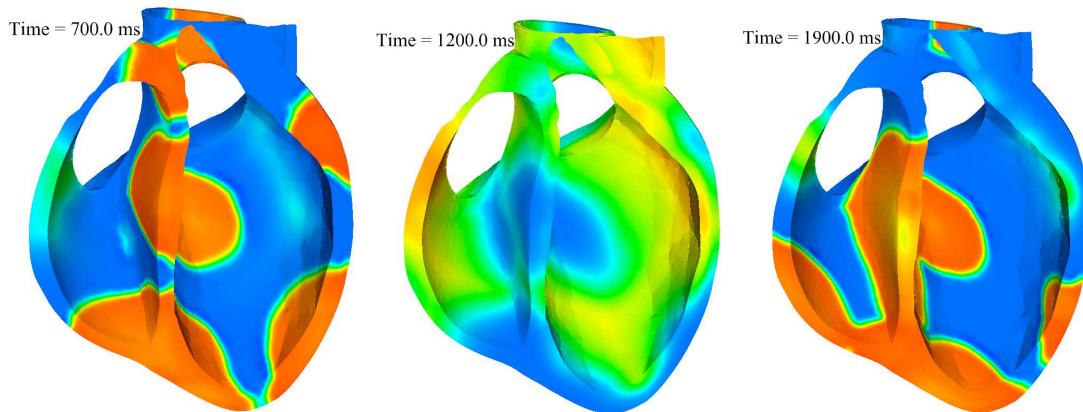 Time = 700.0 ms
Time = 1200.0 ms
Time = 1900.0 ms